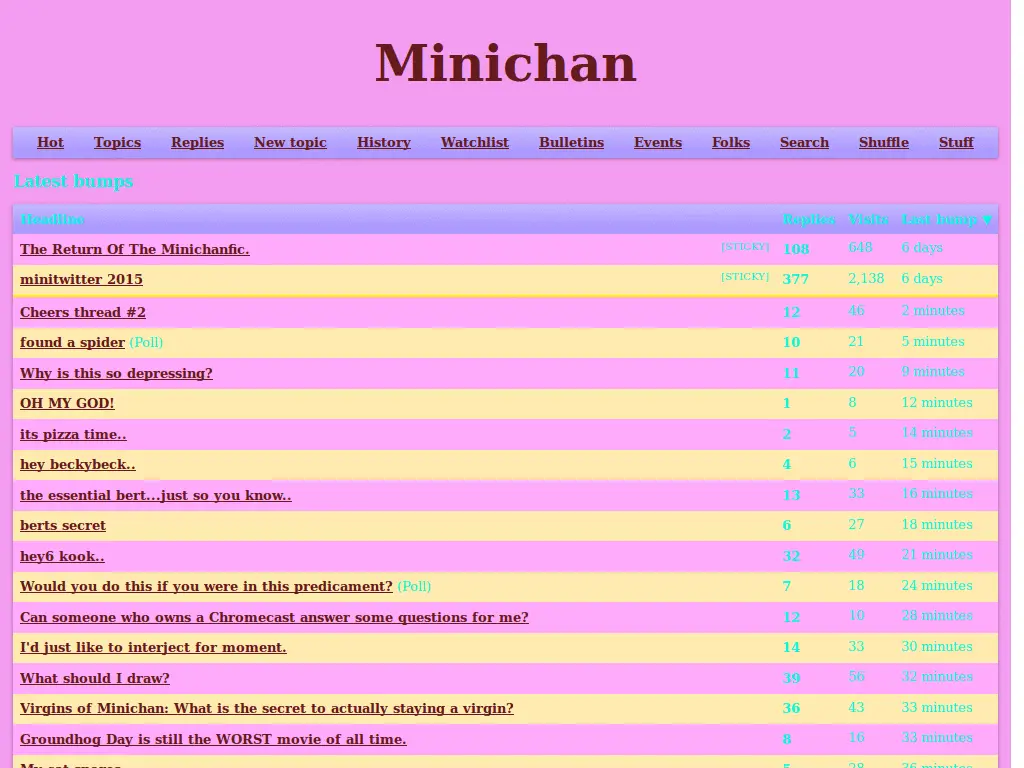 Minichan
Hot Topics Replies New topic History Watchlist Bulletins Events Folks Search Shuffle Stuff
Latest bumps
Headline Replies Visits Last bump ▼
The Return Of The Minichanfic. [STICKY] 108 648 6 days
minitwitter 2015 [STICKY] 377 2,138 6 days
Cheers thread #2 12 46 2 minutes
found a spider (Poll) 10 21 5 minutes
Why is this so depressing? 11 20 9 minutes
OH MY GOD! 1 8 12 minutes
its pizza time.. 2 5 14 minutes
hey beckybeck.. 4 6 15 minutes
the essential bert...just so you know.. 13 33 16 minutes
berts secret 6 27 18 minutes
hey6 kook.. 32 49 21 minutes
Would you do this if you were in this predicament? (Poll) 7 18 24 minutes
Can someone who owns a Chromecast answer some questions for me? 12 10 28 minutes
I'd just like to interject for moment. 14 33 30 minutes
What should I draw? 39 56 32 minutes
Virgins of Minichan: What is the secret to actually staying a virgin? 36 43 33 minutes
Groundhog Day is still the WORST movie of all time. 8 16 33 minutes
My cat 5 28 36 minutes